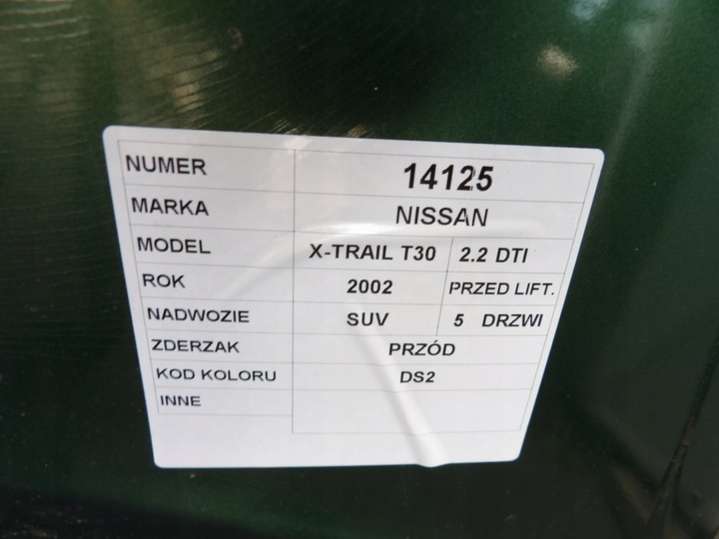 NUMER 14125
MARKA NISSAN
MODEL X-TRAIL T30 2.2 DTI
ROK 2002 PRZED LIFT.
NADWOZIE SUV 5 DRZWI
ZDERZAK PRZÓD
KOD KOLORU DS2
INNE